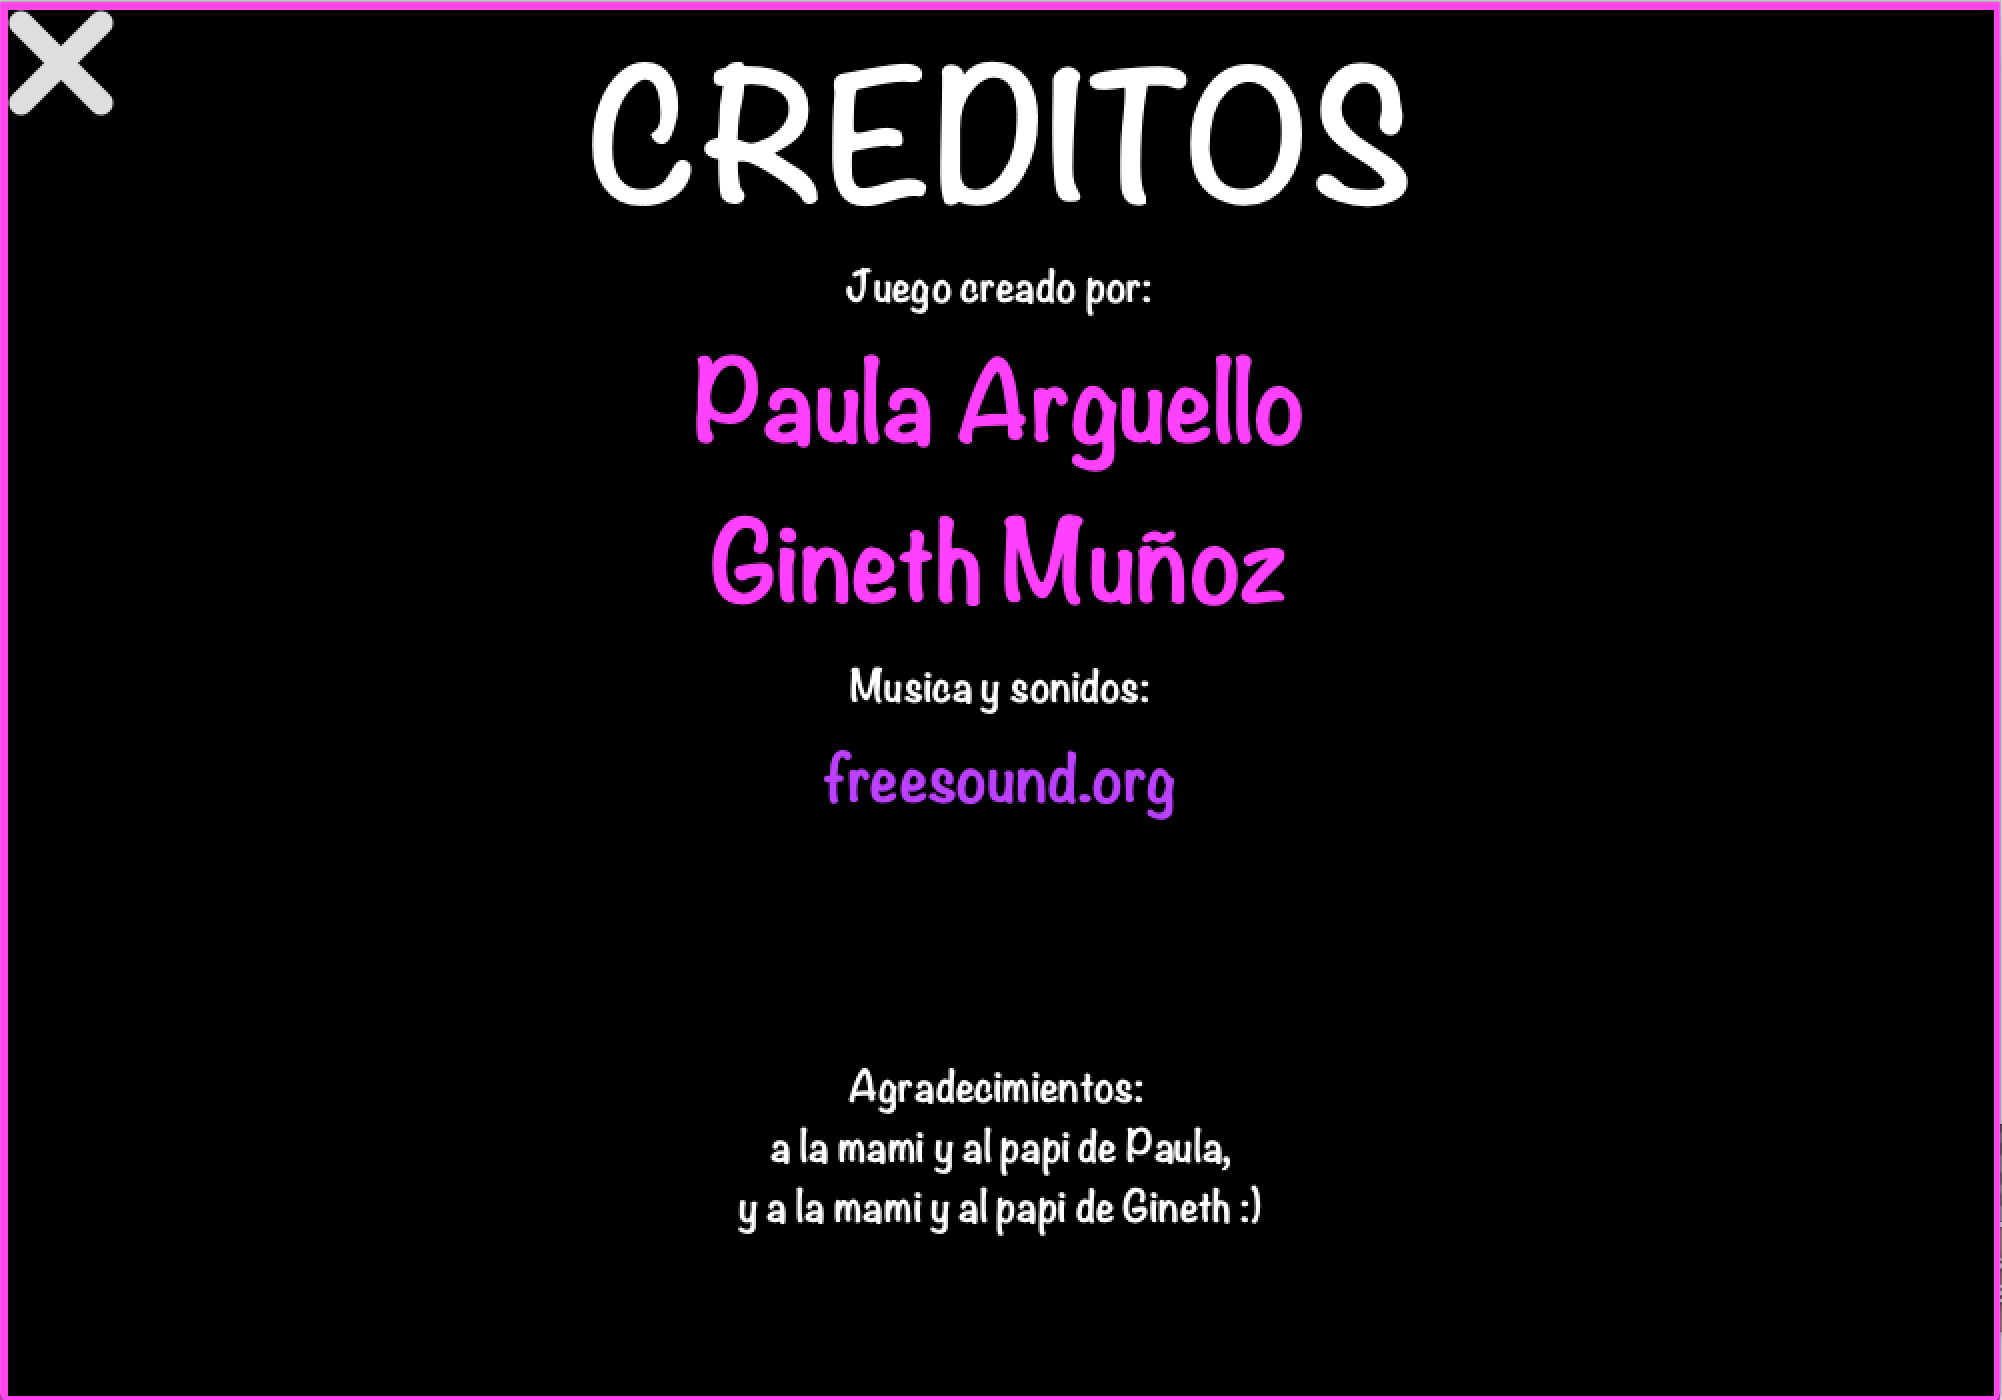 CREDITOS
Juego creado por:
Paula Arguello
Gineth Muñoz
Musica y sonidos:
freesound.org
Agradecimientos:
a la mami y al papi de Paula,
y a la mami y al papi de Gineth :)